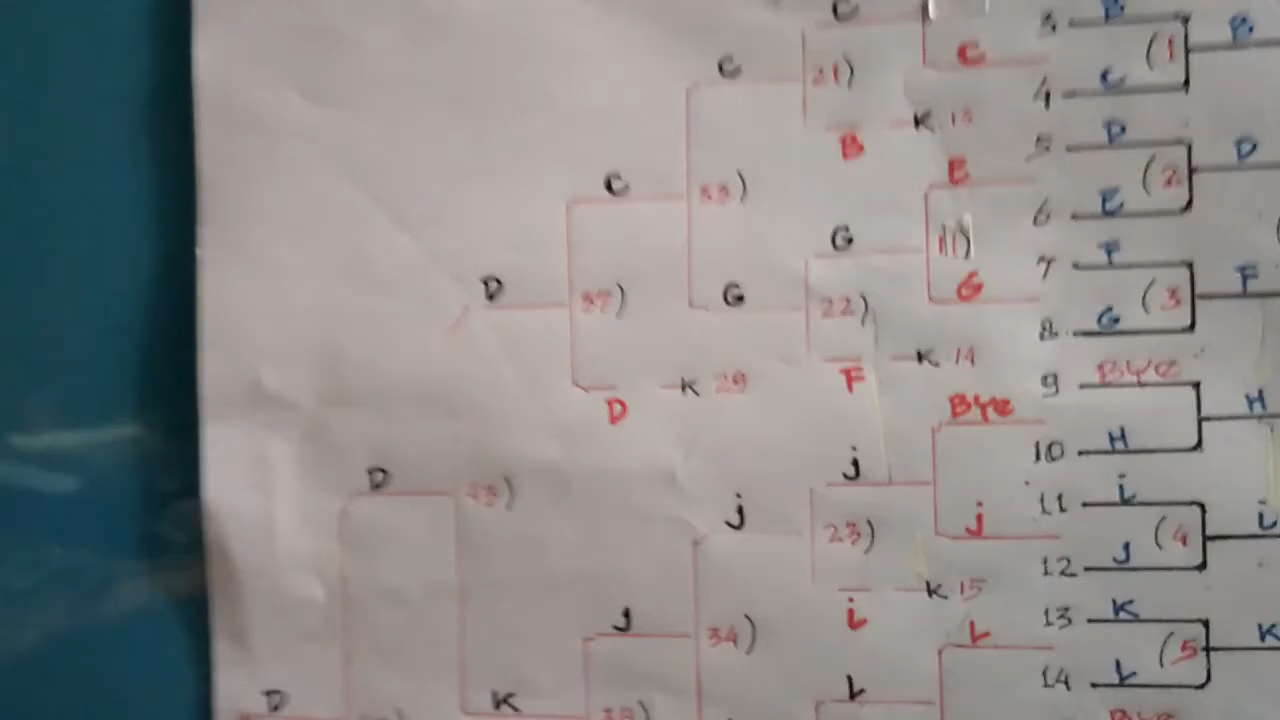 C 3 B B
C 21) C (1
4 C
K 13
B 5 D D
C 33) E (2
6 E
G 11) 7 F F
D 37) G 22) G (3
8 G
K 14 9 Bye
K 29 F
D Bye H
j 10 H
D j 11 i i
23) j (4
12 J
K 15
J i 13 K K
34) L (5
14 L
D K L